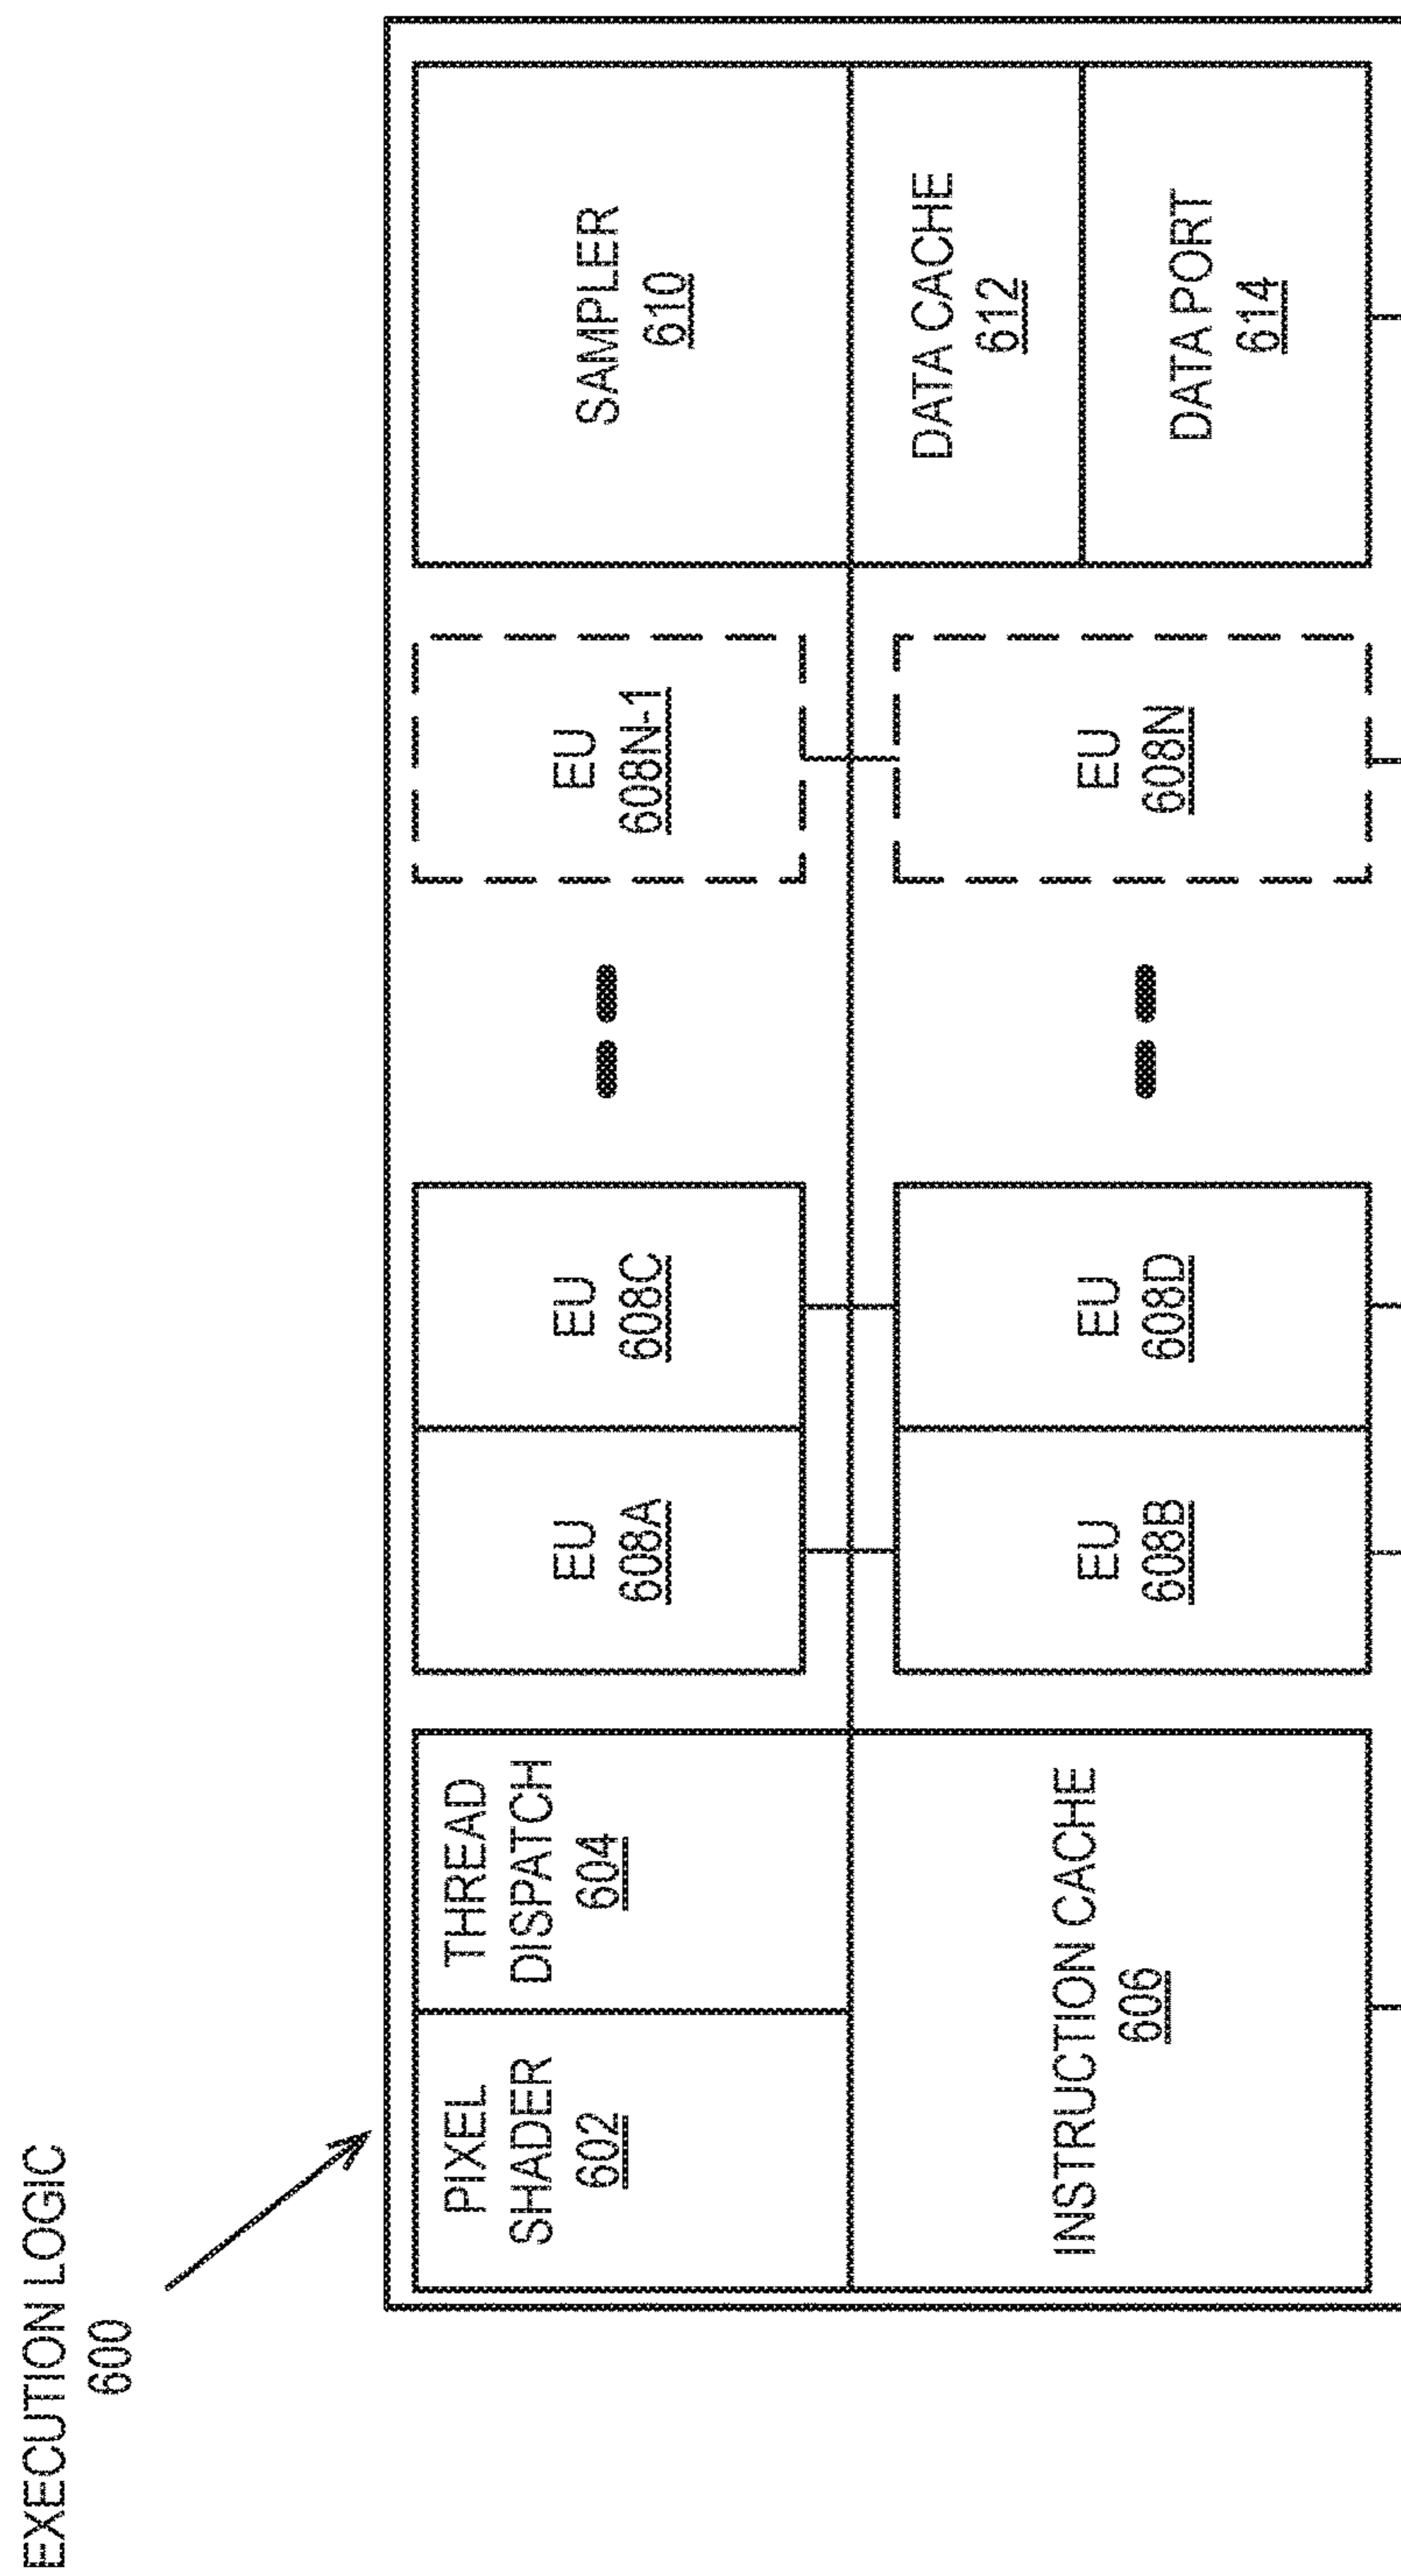 EXECUTION LOGIC
600
PIXEL
SHADER
602
THREAD
DISPATCH
604
INSTRUCTION CACHE
606
EU
608A
EU
608C
EU
608B
EU
608D
EU
608N-1
EU
608N
SAMPLER
610
DATA CACHE
612
DATA PORT
614